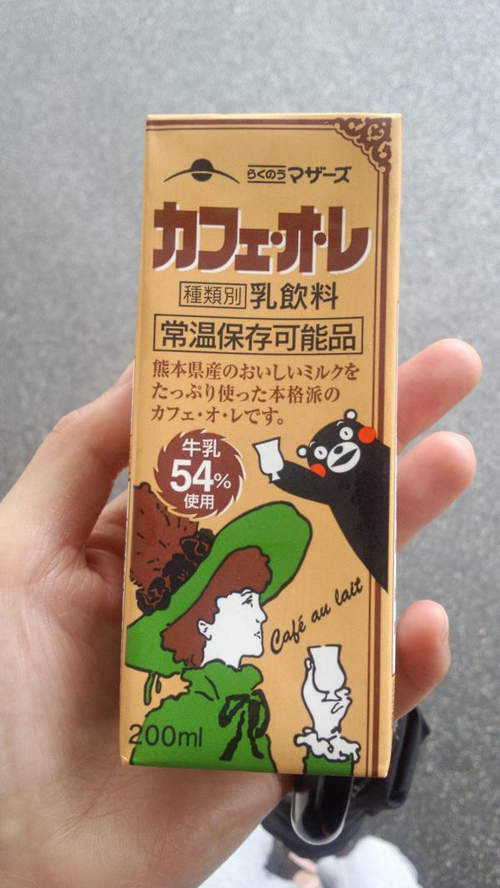 らくのうマザーズ
カフェ・オ・レ
種類別 乳飲料
常温保存可能品
熊本県産のおいしいミルクを
たっぷり使った本格派の
カフェ・オ・レです。
牛乳
54%
使用
Café au lait
200ml